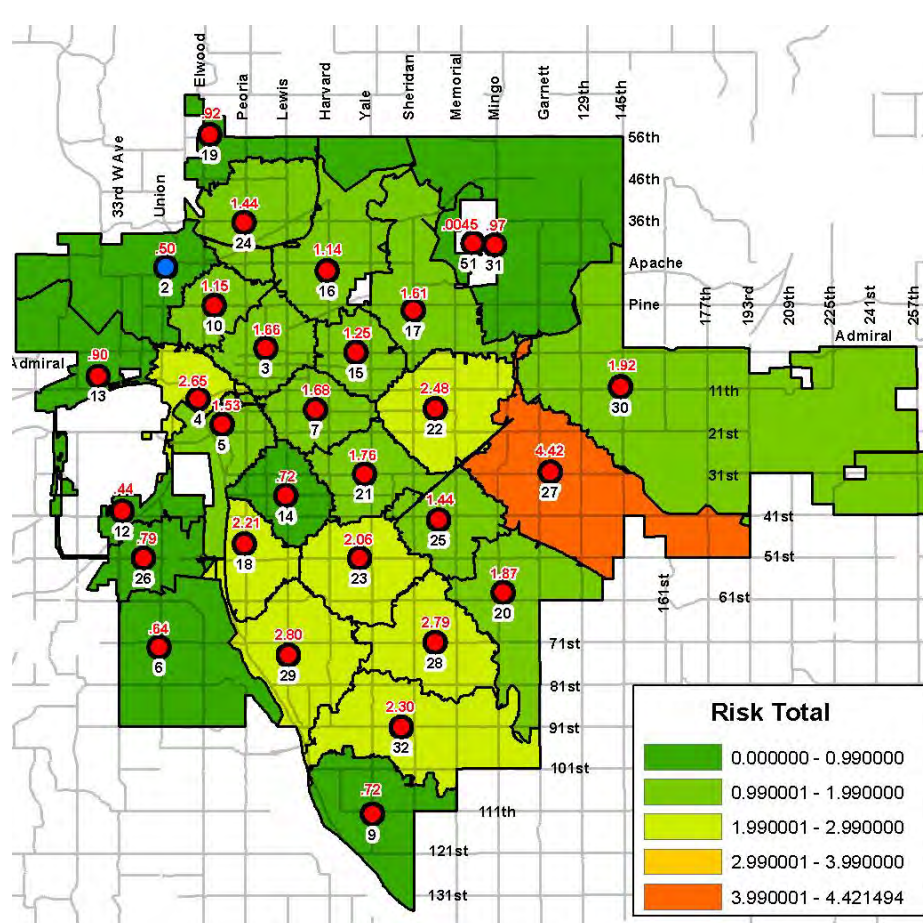 Elwood
Peoria
Lewis
Harvard
Yale
Sheridan
Memorial
Mingo
Garnett
129th
145th
33rd W Ave
Union
.92
19
56th
46th
36th
Apache
Pine
177th
193rd
209th
225th
241st
257th
Admiral
1.44
24
.0045
51
.97
31
.50
2
1.14
16
1.15
10
1.61
17
1.66
3
1.25
15
Admiral
.90
13
2.65
4
1.53
5
1.68
7
2.48
22
1.92
30
11th
21st
31st
41st
51st
1.76
21
4.42
27
.72
14
.44
12
1.44
25
2.21
18
2.06
23
.79
26
1.87
20
161st
61st
.64
6
2.80
29
2.79
28
71st
81st
91st
101st
2.30
32
.72
9
111th
121st
131st
Risk Total
0.000000 - 0.990000
0.990001 - 1.990000
1.990001 - 2.990000
2.990001 - 3.990000
3.990001 - 4.421494